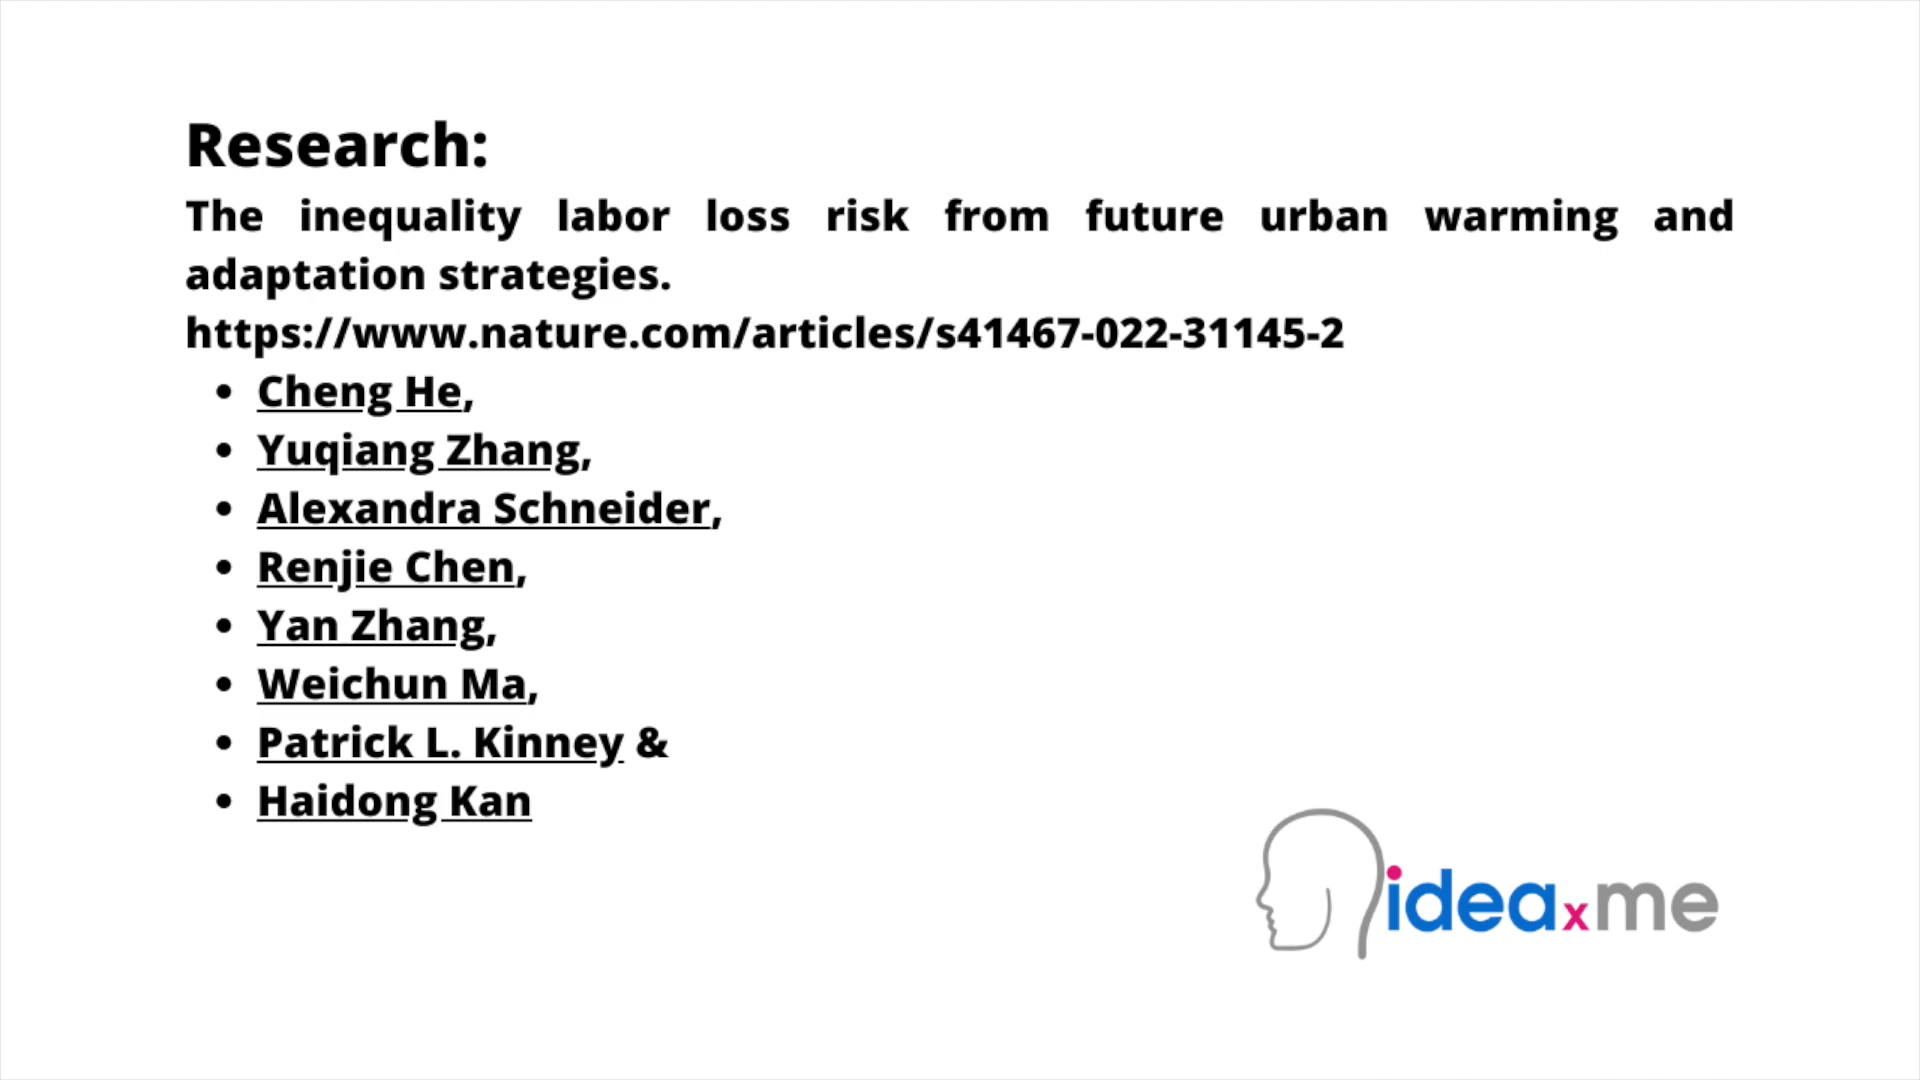 Research:
The inequality labor loss risk from future urban warming and
adaptation strategies.
https://www.nature.com/articles/s41467-022-31145-2
• Cheng He,
• Yuqiang Zhang,
• Alexandra Schneider,
• Renjie Chen,
• Yan Zhang,
• Weichun Ma,
• Patrick L. Kinney &
• Haidong Kan
ideaxme